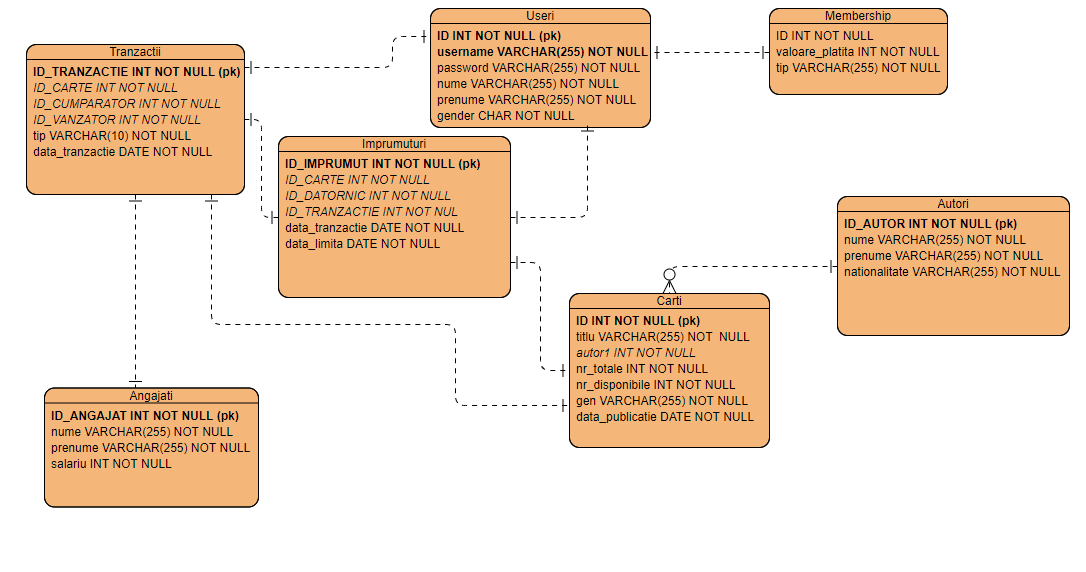 Tranzactii
ID_TRANZACTIE INT NOT NULL (pk)
ID_CARTE INT NOT NULL
ID_CUMPARATOR INT NOT NULL
ID_VANZATOR INT NOT NULL
tip VARCHAR(10) NOT NULL
data_tranzactie DATE NOT NULL
Useri
ID INT NOT NULL (pk)
username VARCHAR(255) NOT NULL
password VARCHAR(255) NOT NULL
nume VARCHAR(255) NOT NULL
prenume VARCHAR(255) NOT NULL
gender CHAR NOT NULL
Membership
ID INT NOT NULL
valoare_platita INT NOT NULL
tip VARCHAR(255) NOT NULL
Imprumuturi
ID_IMPRUMUT INT NOT NULL (pk)
ID_CARTE INT NOT NULL
ID_DATORNIC INT NOT NULL
ID_TRANZACTIE INT NOT NUL
data_tranzactie DATE NOT NULL
data_limita DATE NOT NULL
Autori
ID_AUTOR INT NOT NULL (pk)
nume VARCHAR(255) NOT NULL
prenume VARCHAR(255) NOT NULL
nationalitate VARCHAR(255) NOT NULL
Carti
ID INT NOT NULL (pk)
titlu VARCHAR(255) NOT  NULL
autor1 INT NOT NULL
nr_totale INT NOT NULL
nr_disponibile INT NOT NULL
gen VARCHAR(255) NOT NULL
data_publicatie DATE NOT NULL
Angajati
ID_ANGAJAT INT NOT NULL (pk)
nume VARCHAR(255) NOT NULL
prenume VARCHAR(255) NOT NULL
salariu INT NOT NULL